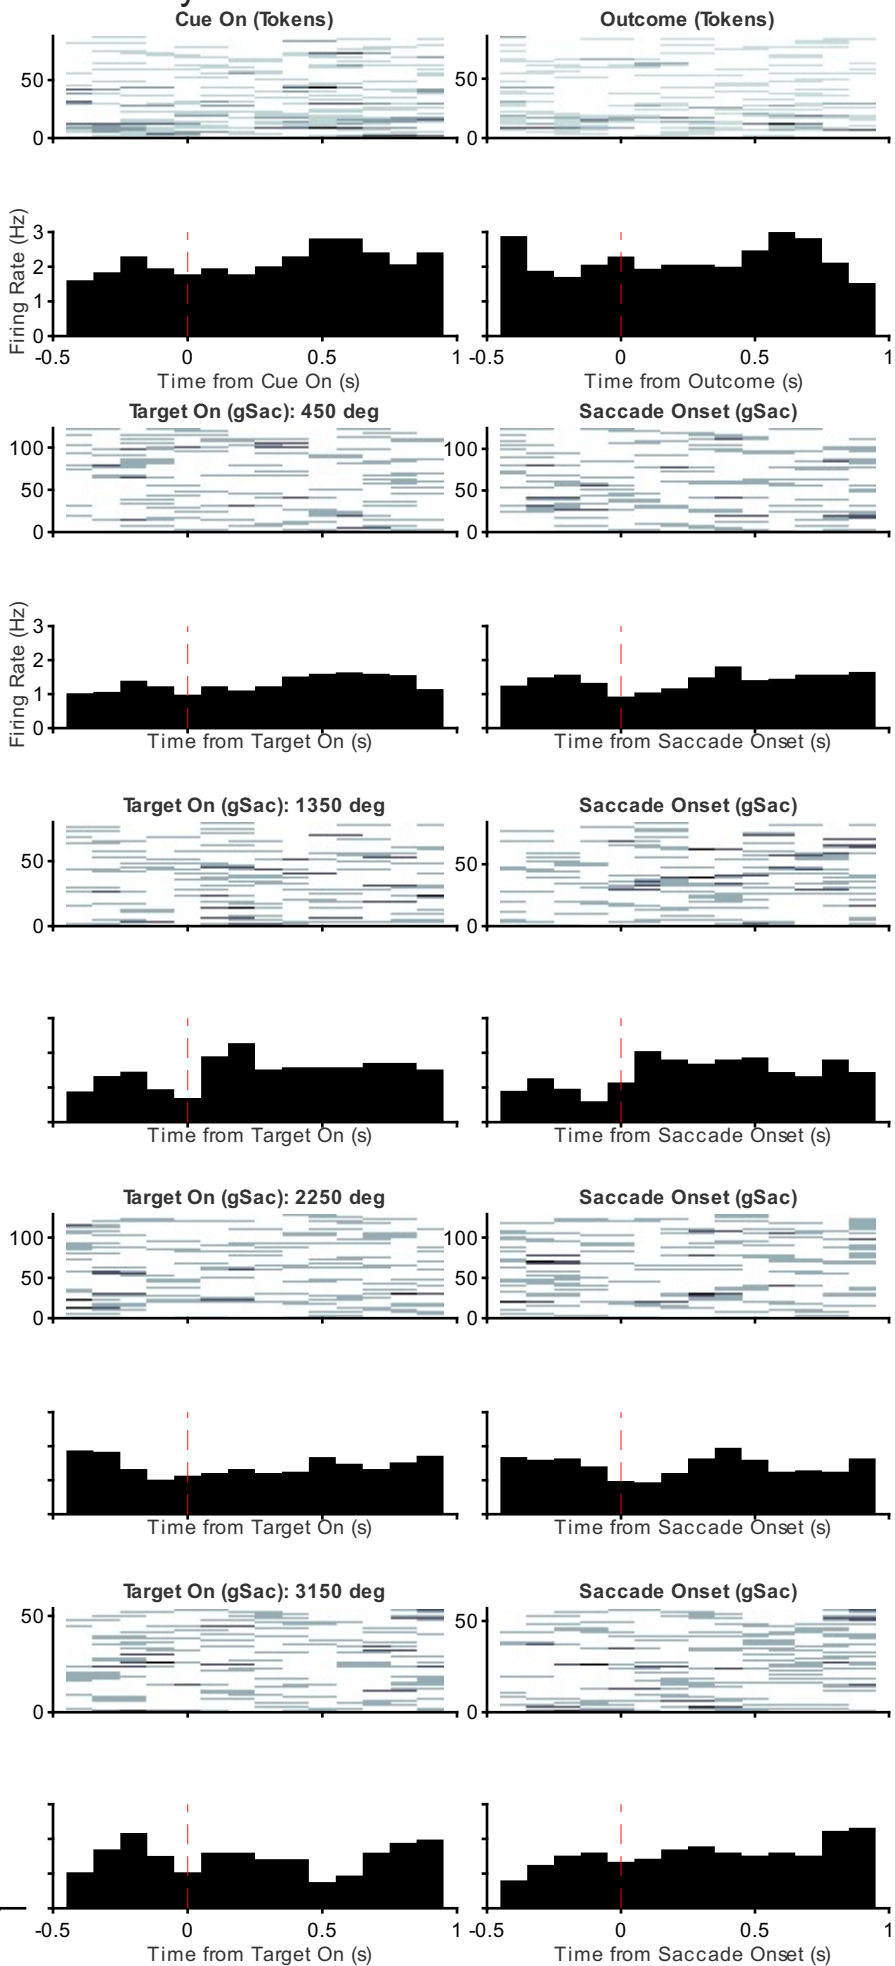 Cue On (Tokens) Outcome (Tokens)
50 50
0 0
Firing Rate (Hz)
3
2
1
0
-0.5 0 0.5 1 -0.5 0 0.5 1
Time from Cue On (s) Time from Outcome (s)
Target On (gSac): 450 deg Saccade Onset (gSac)
100 100
50 50
0 0
Firing Rate (Hz)
3
2
1
0
Time from Target On (s) Time from Saccade Onset (s)
Target On (gSac): 1350 deg Saccade Onset (gSac)
50 50
0 0
Time from Target On (s) Time from Saccade Onset (s)
Target On (gSac): 2250 deg Saccade Onset (gSac)
100 100
50 50
0 0
Time from Target On (s) Time from Saccade Onset (s)
Target On (gSac): 3150 deg Saccade Onset (gSac)
50 50
0 0
-0.5 0 0.5 1 -0.5 0 0.5 1
Time from Target On (s) Time from Saccade Onset (s)